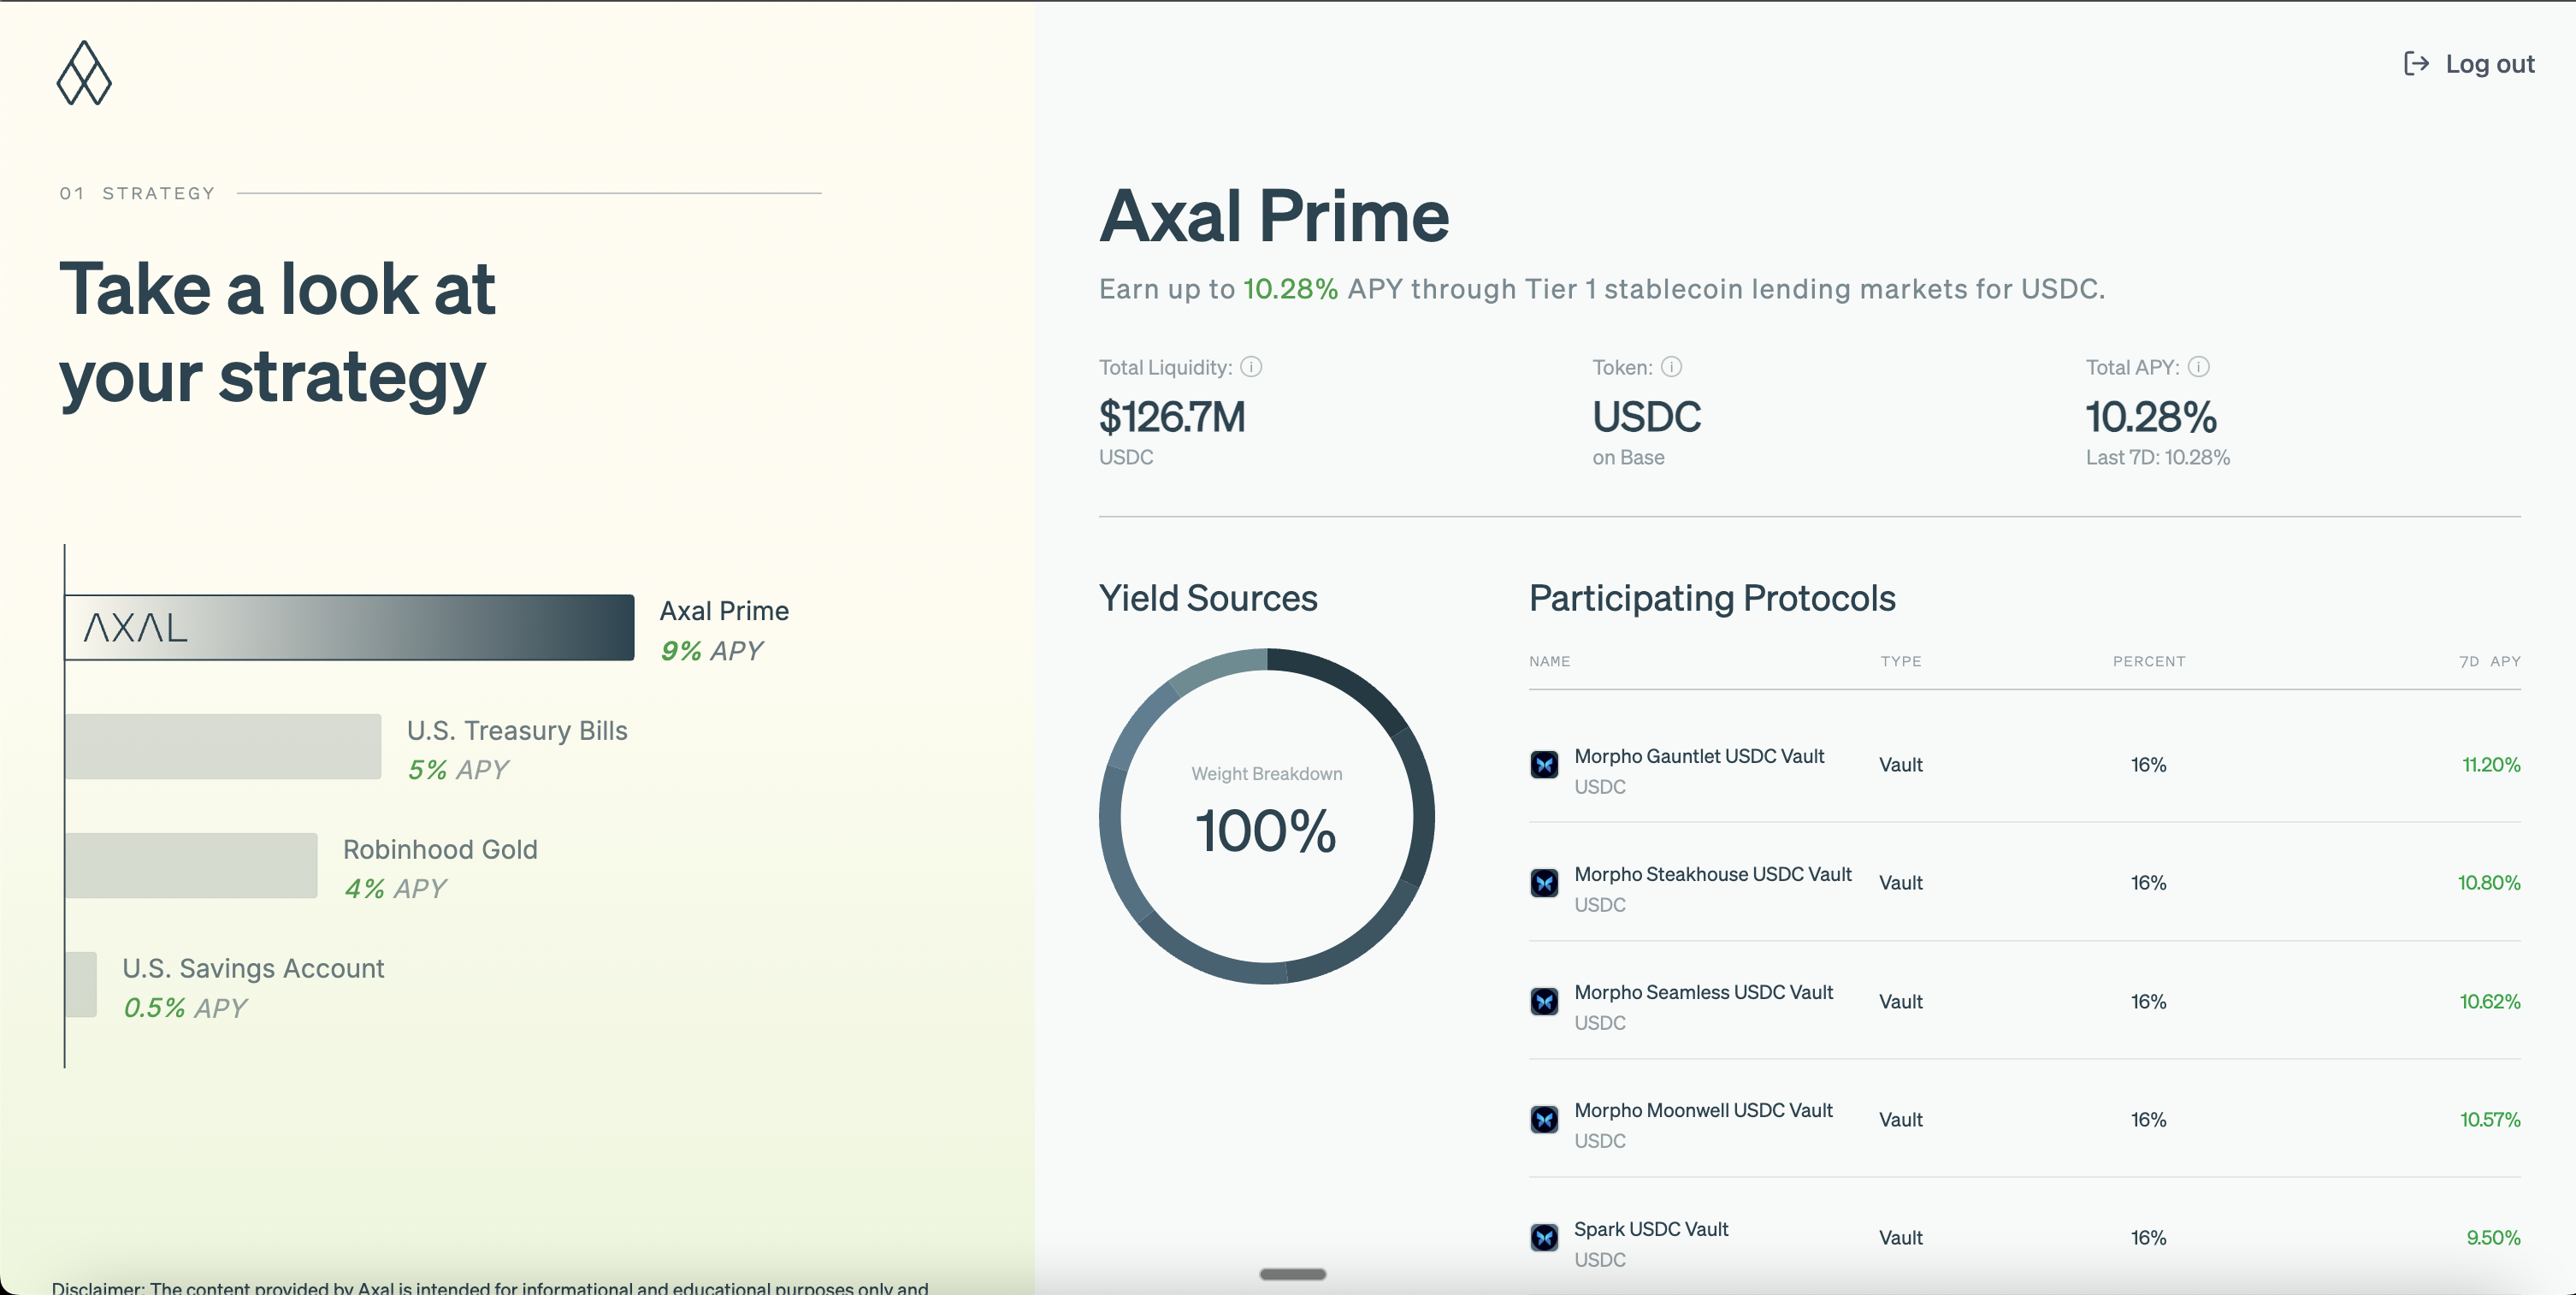 Log out
01 STRATEGY
Take a look at
your strategy
AXAL
Axal Prime
9% APY
U.S. Treasury Bills
5% APY
Robinhood Gold
4% APY
U.S. Savings Account
0.5% APY
Disclaimer: The content provided by Axal is intended for informational and educational purposes only and
Axal Prime
Earn up to 10.28% APY through Tier 1 stablecoin lending markets for USDC.
Total Liquidity:
$126.7M
USDC
Token:
USDC
on Base
Total APY:
10.28%
Last 7D: 10.28%
Yield Sources
Weight Breakdown
100%
Participating Protocols
NAME TYPE PERCENT 7D APY
Morpho Gauntlet USDC Vault Vault 16% 11.20%
USDC
Morpho Steakhouse USDC Vault Vault 16% 10.80%
USDC
Morpho Seamless USDC Vault Vault 16% 10.62%
USDC
Morpho Moonwell USDC Vault Vault 16% 10.57%
USDC
Spark USDC Vault Vault 16% 9.50%
USDC